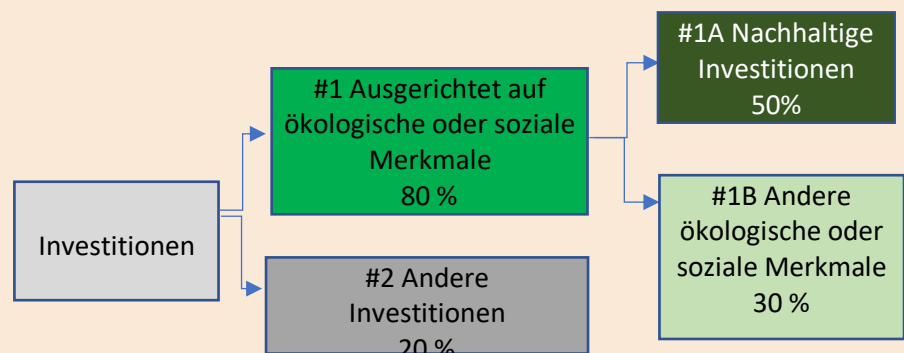 Investitionen
#1 Ausgerichtet auf
ökologische oder soziale
Merkmale
80 %
#2 Andere
Investitionen
20 %
#1A Nachhaltige
Investitionen
50%
#1B Andere
ökologische oder
soziale Merkmale
30 %